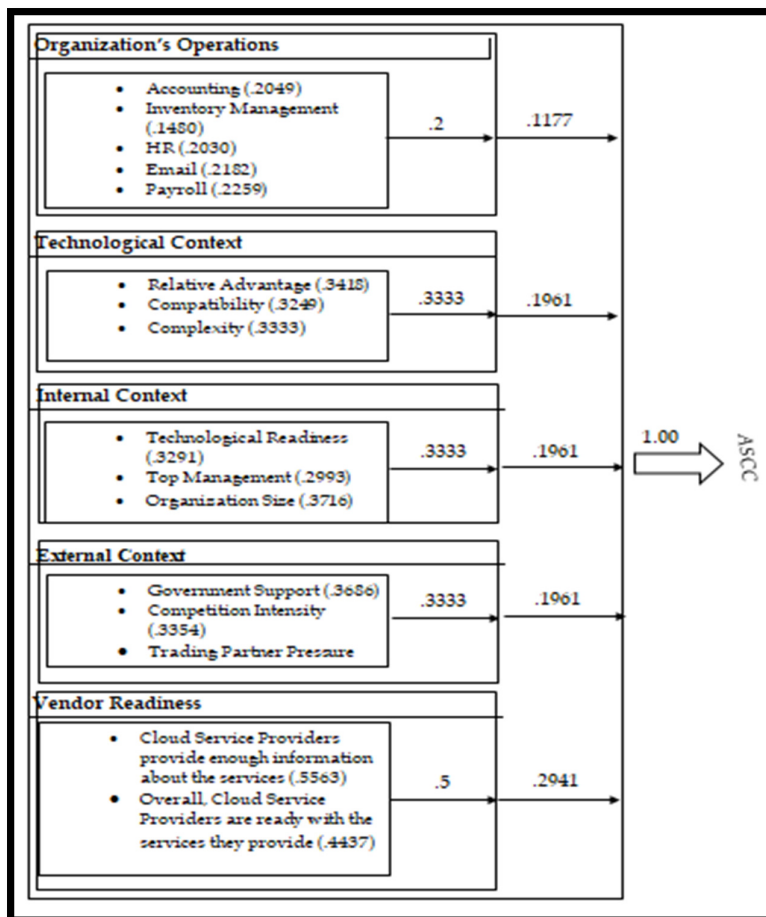 Organization's Operations
• Accounting (.2049)
• Inventory Management
(.1480)
• HR (.2030)
• Email (.2182)
• Payroll (.2259)
.2
.1177
Technological Context
• Relative Advantage (.3418)
• Compatibility (.3249)
• Complexity (.3333)
.3333
.1961
Internal Context
• Technological Readiness
(.3291)
• Top Management (.2993)
• Organization Size (.3716)
.3333
.1961
1.00
ASCC
External Context
• Government Support (.3686)
• Competition Intensity
(.3354)
• Trading Partner Pressure
.3333
.1961
Vendor Readiness
• Cloud Service Providers
provide enough information
about the services (.5563)
• Overall, Cloud Service
Providers are ready with the
services they provide (.4437)
.5
.2941